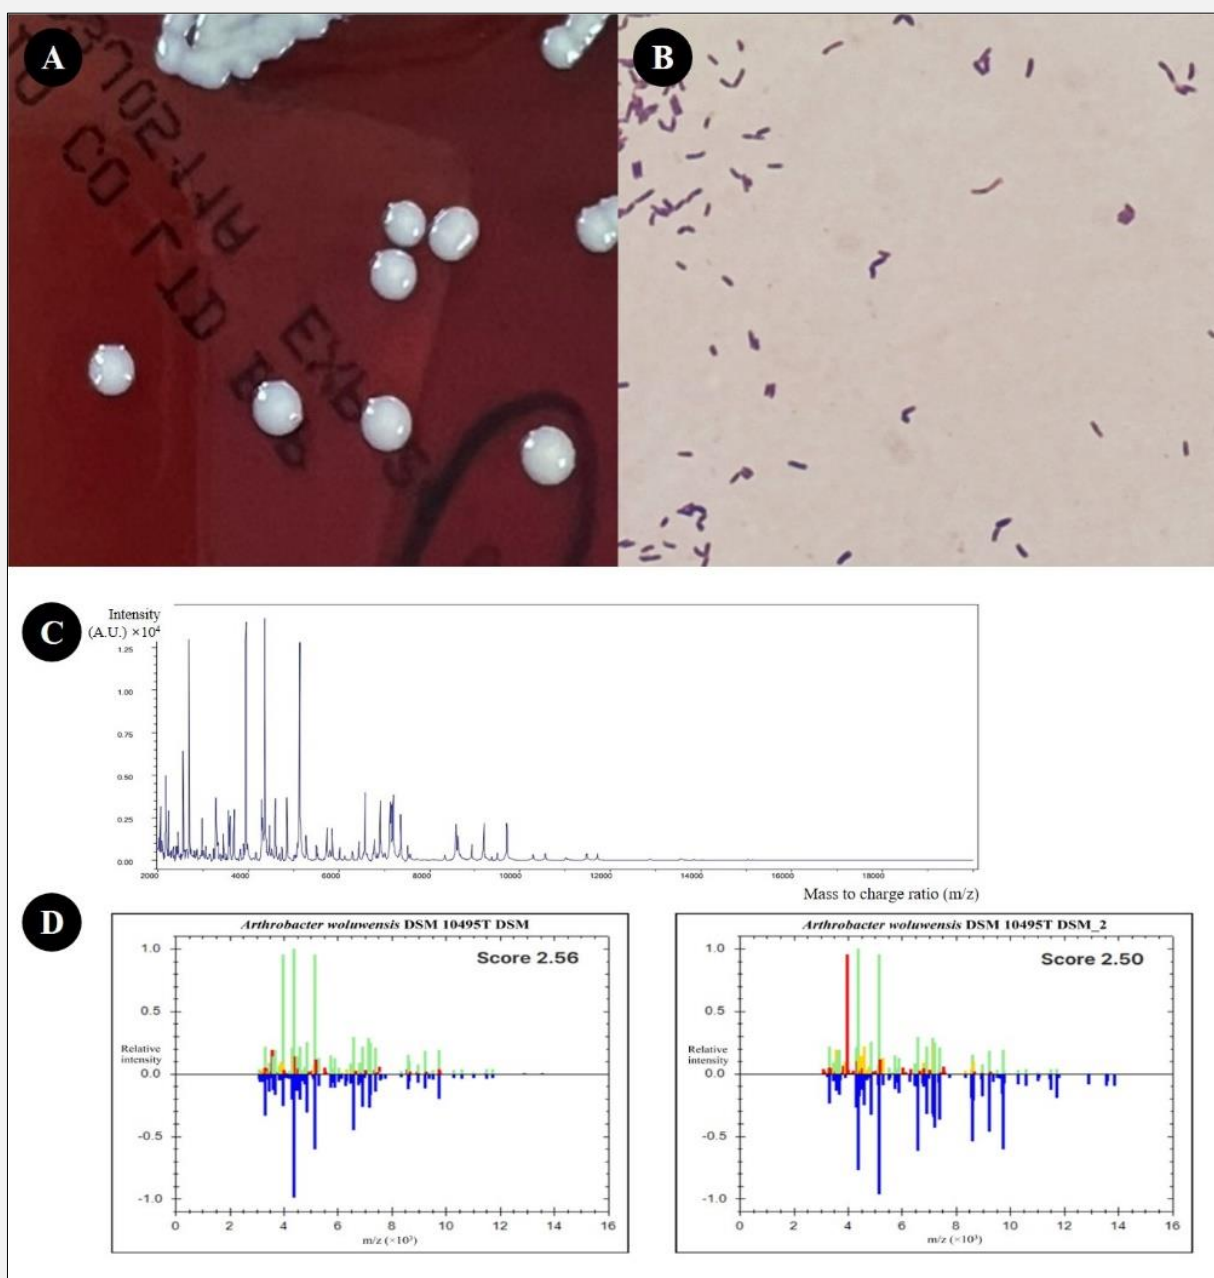 A
B
CO LTD
EXP
C
Intensity
(A.U.) ×10⁴
1.25
1.00
0.75
0.50
0.25
0.00
2000 4000 6000 8000 10000 12000 14000 16000 18000
Mass to charge ratio (m/z)
D
Arthrobacter woluwensis DSM 10495T DSM
Score 2.56
1.0
0.5
Relative
intensity
0.0
-0.5
-1.0
0 2 4 6 8 10 12 14 16
m/z (×10³)
Arthrobacter woluwensis DSM 10495T DSM_2
Score 2.50
1.0
0.5
Relative
intensity
0.0
-0.5
-1.0
0 2 4 6 8 10 12 14 16
m/z (×10³)